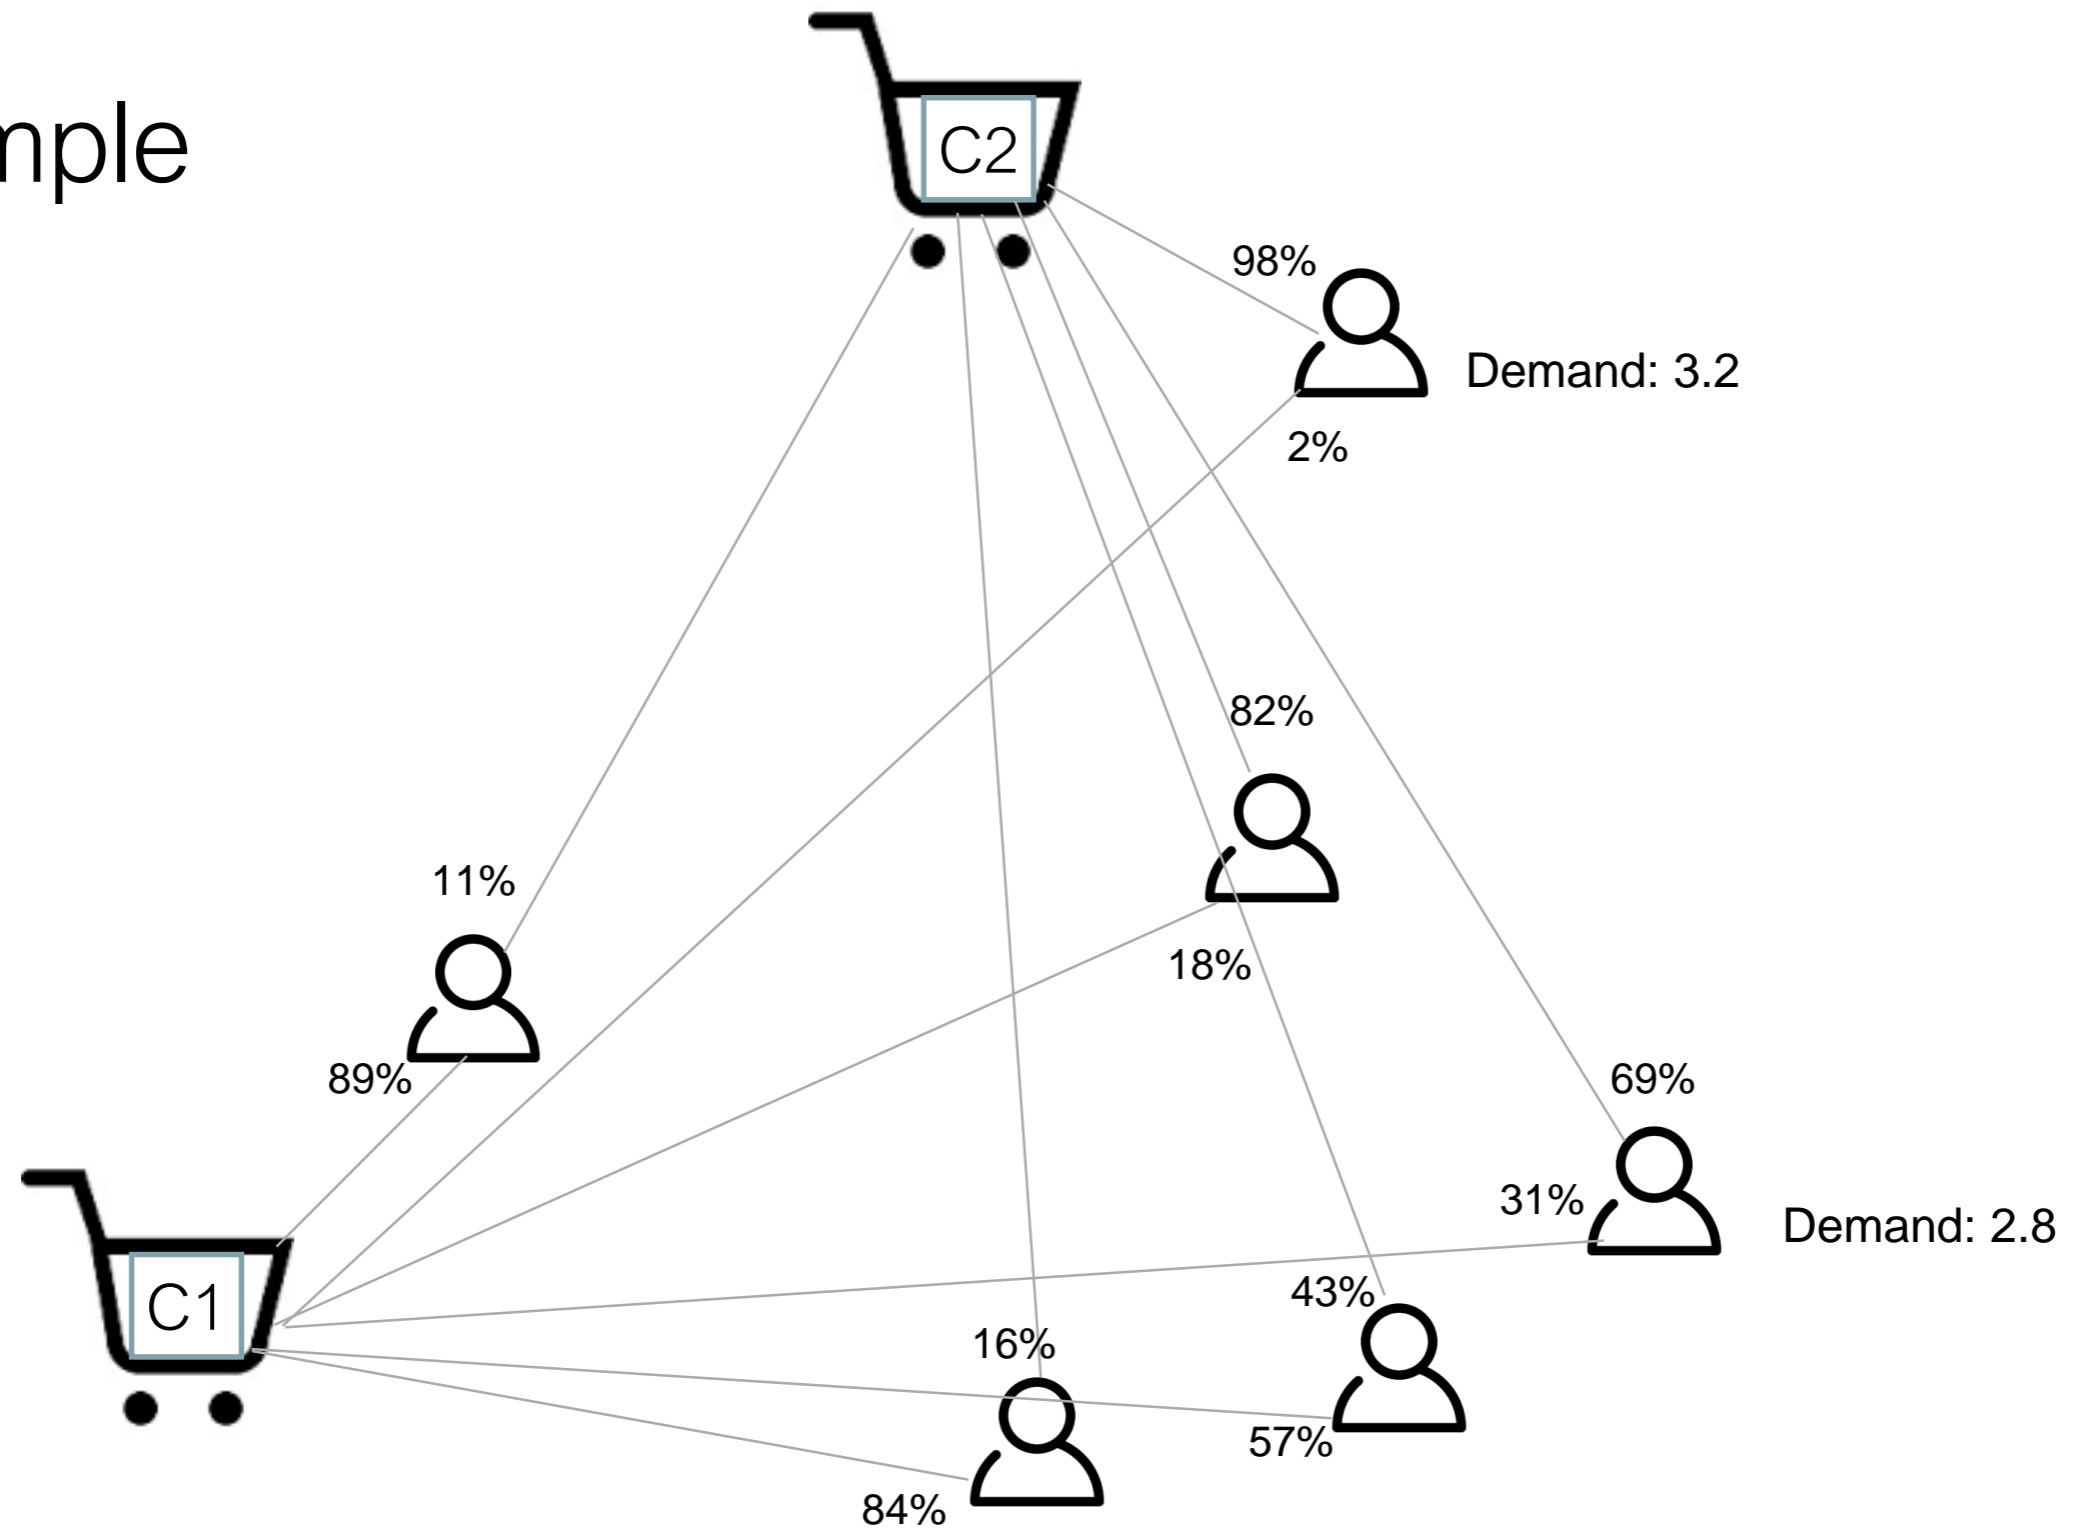 mple
C2
98%
Demand: 3.2
2%
82%
11%
18%
89%
69%
31%
Demand: 2.8
C1
43%
16%
57%
84%